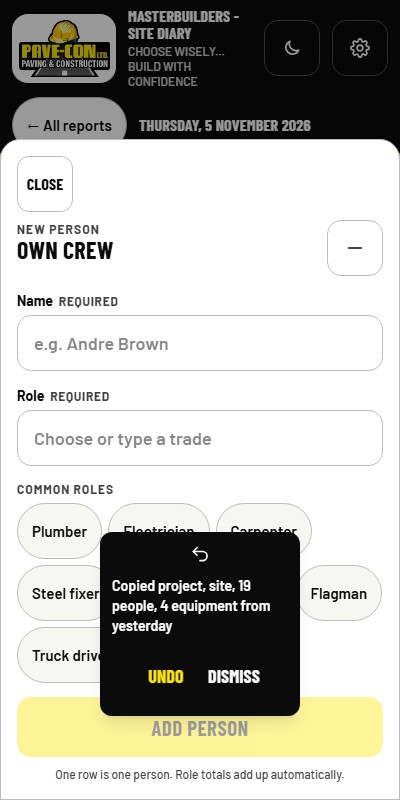 PAVE-CON LTD.
PAVING & CONSTRUCTION
MASTERBUILDERS -
SITE DIARY
CHOOSE WISELY...
BUILD WITH
CONFIDENCE
← All reports
THURSDAY, 5 NOVEMBER 2026
CLOSE
NEW PERSON
OWN CREW
Name REQUIRED
e.g. Andre Brown
Role REQUIRED
Choose or type a trade
COMMON ROLES
Plumber
Electrician
Carpenter
Steel fixer
Flagman
Copied project, site, 19
people, 4 equipment from
yesterday
UNDO DISMISS
ADD PERSON
One row is one person. Role totals add up automatically.